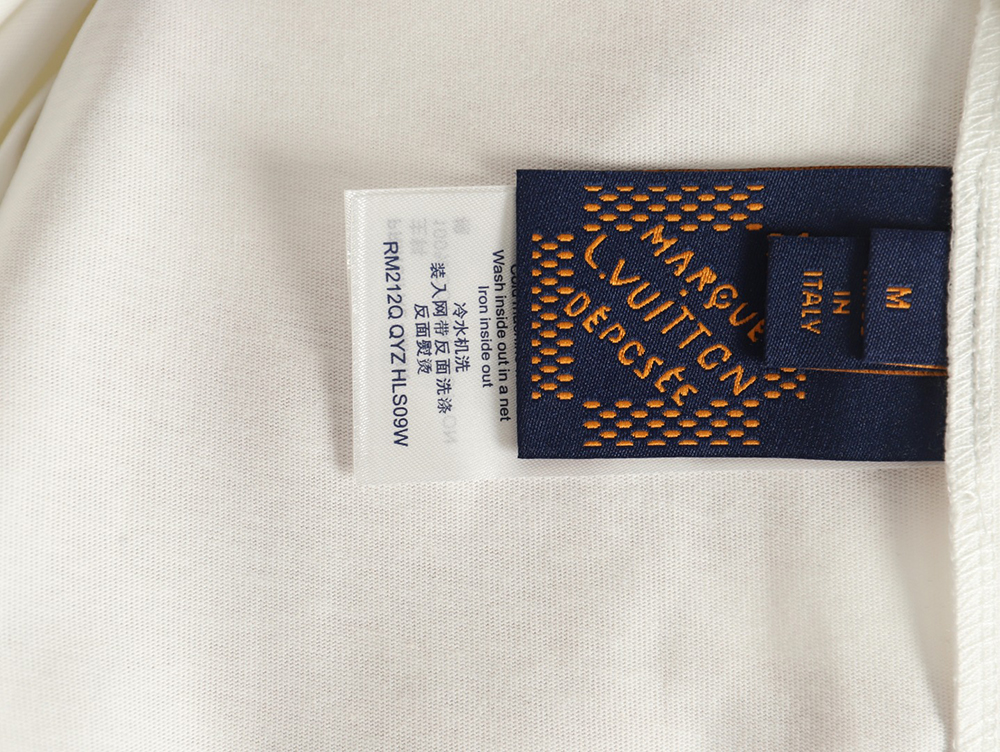 MARQUE
L.VUITTON
DÉPOSÉE
IN
ITALY
M
Wash inside out in a net
Iron inside out
冷水机洗
装入网带反面洗涤
反面熨烫
RM212Q QYZ HLS09W